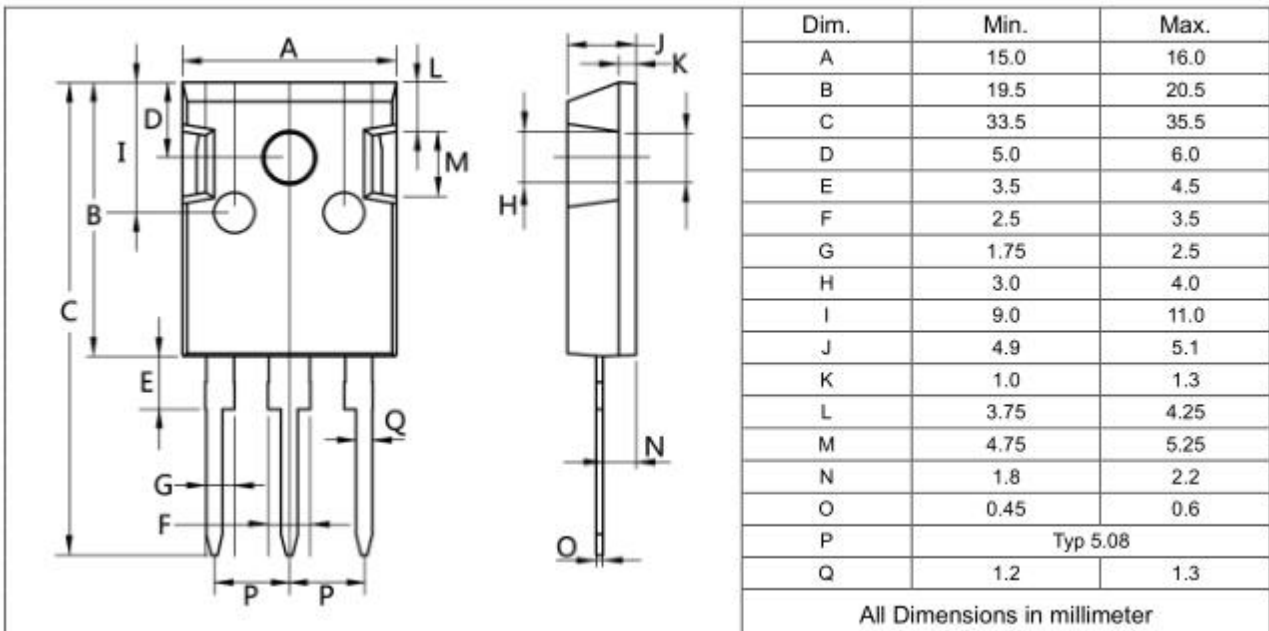 A
L
D
I
M
B
C
E
Q
G
F
P P
J
K
H
N
O
Dim. Min. Max.
A 15.0 16.0
B 19.5 20.5
C 33.5 35.5
D 5.0 6.0
E 3.5 4.5
F 2.5 3.5
G 1.75 2.5
H 3.0 4.0
I 9.0 11.0
J 4.9 5.1
K 1.0 1.3
L 3.75 4.25
M 4.75 5.25
N 1.8 2.2
O 0.45 0.6
P Typ 5.08
Q 1.2 1.3
All Dimensions in millimeter